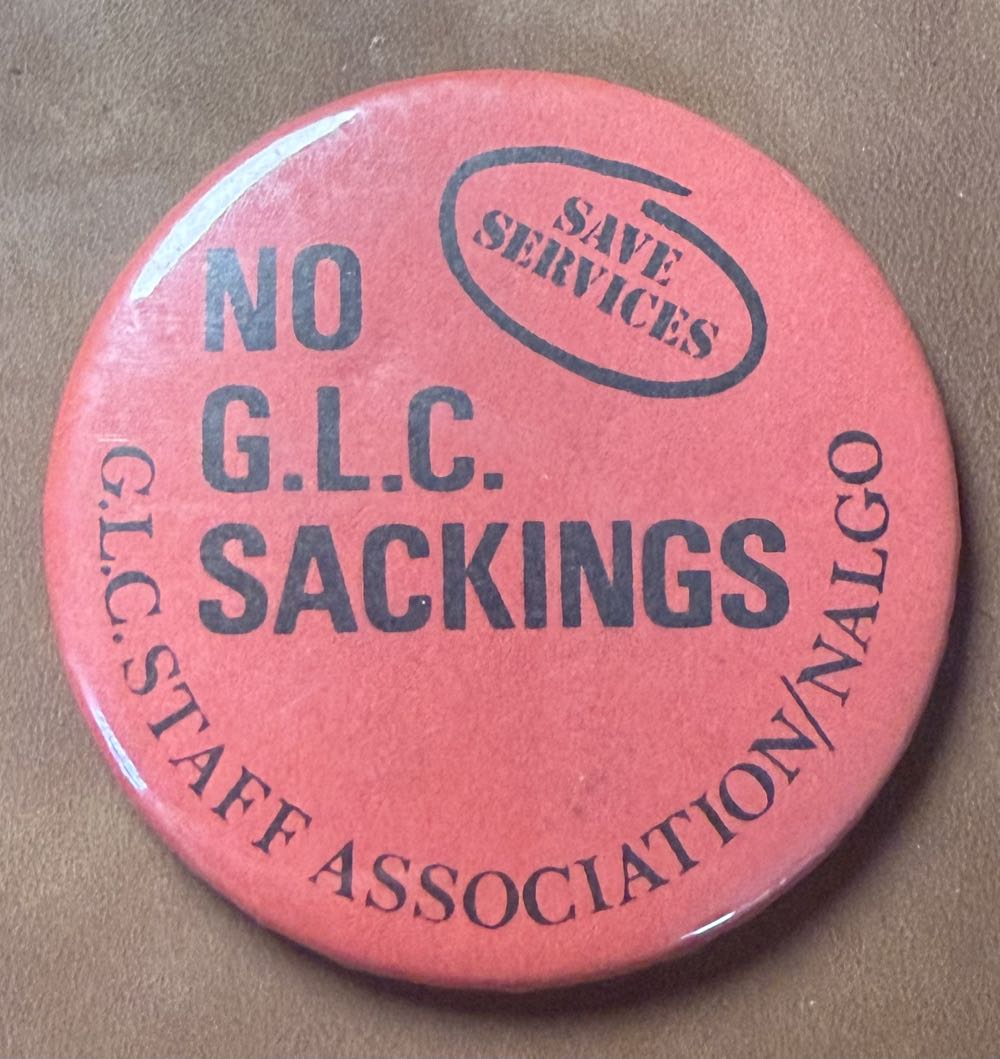 SAVE
SERVICES
NO
G.L.C.
SACKINGS
G.L.C. STAFF ASSOCIATION/NALGO